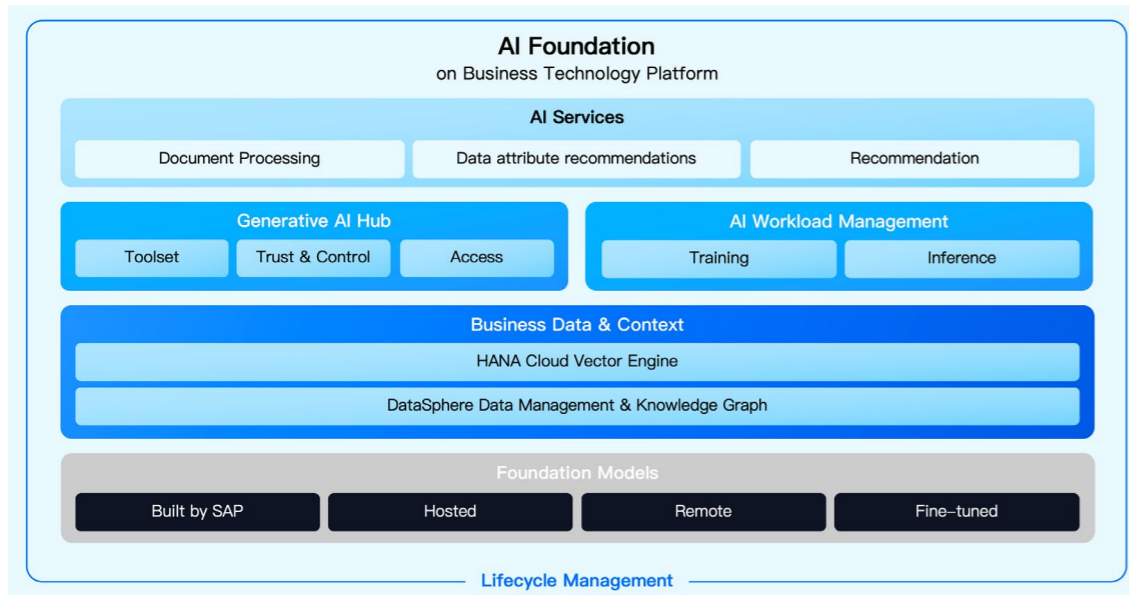 AI Foundation
on Business Technology Platform
AI Services
Document Processing
Data attribute recommendations
Recommendation
Generative AI Hub
Toolset
Trust & Control
Access
AI Workload Management
Training
Inference
Business Data & Context
HANA Cloud Vector Engine
DataSphere Data Management & Knowledge Graph
Foundation Models
Built by SAP
Hosted
Remote
Fine-tuned
Lifecycle Management